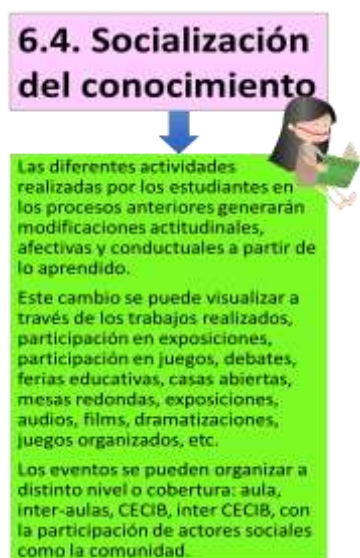 6.4. Socialización
del conocimiento
Las diferentes actividades
realizadas por los estudiantes en
los procesos anteriores generarán
modificaciones actitudinales,
afectivas y conductuales a partir de
lo aprendido.
Este cambio se puede visualizar a
través de los trabajos realizados,
participación en exposiciones,
participación en juegos, debates,
ferias educativas, casas abiertas,
mesas redondas, exposiciones,
audios, films, dramatizaciones,
juegos organizados, etc.
Los eventos se pueden organizar a
distinto nivel o cobertura: aula,
inter-aulas, CECIB, inter CECIB, con
la participación de actores sociales
como la comunidad.